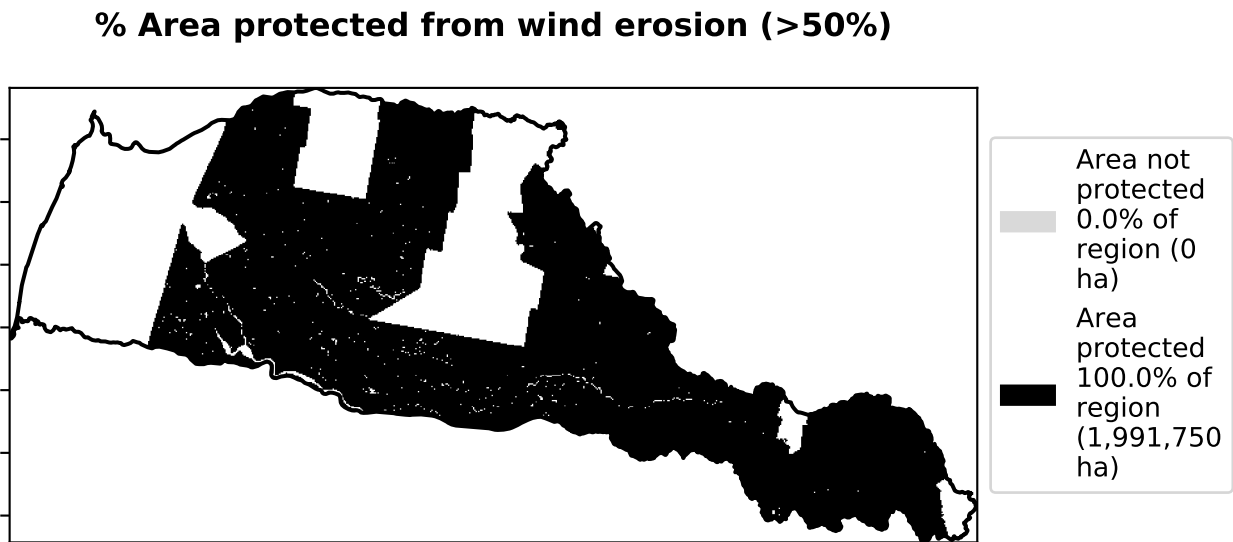 % Area protected from wind erosion (>50%)
Area not
protected
0.0% of
region (0
ha)
Area
protected
100.0% of
region
(1,991,750
ha)